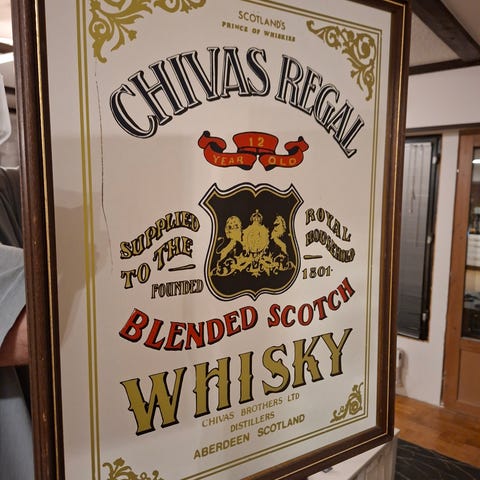 SCOTLAND'S
PRINCE OF WHISKIES
CHIVAS REGAL
12
YEAR OLD
SUPPLIED
TO THE
ROYAL
HOUSEHOLD
FOUNDED 1801
BLENDED SCOTCH
WHISKY
CHIVAS BROTHERS LTD
DISTILLERS
ABERDEEN SCOTLAND